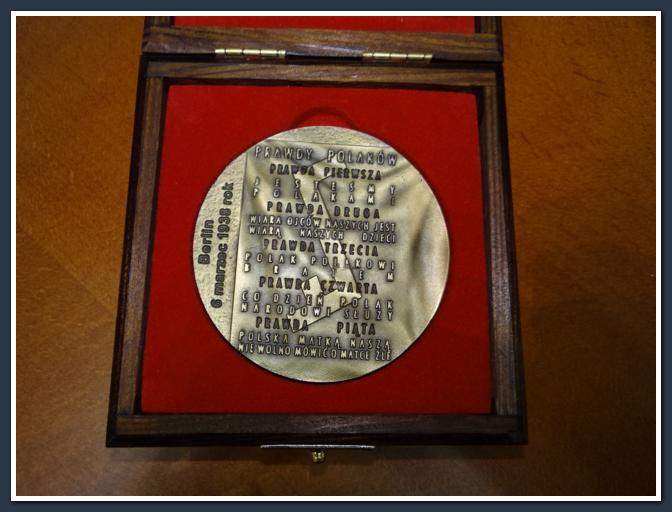 PRAWDY POLAKÓW
PRAWDA PIERWSZA
JESTEŚMY
POLAKAMI
PRAWDA DRUGA
WIARA OJCÓW NASZYCH JEST
WIARĄ NASZYCH DZIECI
PRAWDA TRZECIA
POLAK POLAKOWI
BRATEM
PRAWDA CZWARTA
CO DZIEŃ POLAK
NARODOWI SŁUŻY
PRAWDA PIĄTA
POLSKA MATKĄ NASZĄ
NIE WOLNO MÓWIĆ O MATCE ŹLE
Berlin
6 marzec 1938 rok